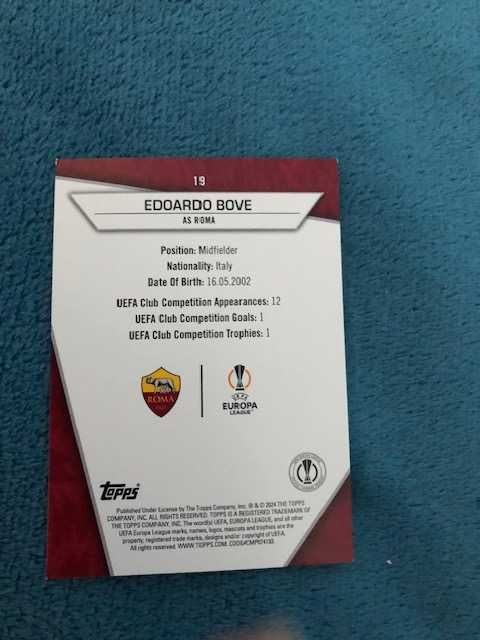 19
EDOARDO BOVE
AS ROMA
Position: Midfielder
Nationality: Italy
Date Of Birth: 16.05.2002
UEFA Club Competition Appearances: 12
UEFA Club Competition Goals: 1
UEFA Club Competition Trophies: 1
ROMA
1927
UEFA
EUROPA
LEAGUE
Topps
Published Under License by The Topps Company, Inc. ® & © 2024 THE TOPPS
COMPANY, INC. ALL RIGHTS RESERVED. TOPPS IS A REGISTERED TRADEMARK OF
THE TOPPS COMPANY, INC. The word(s) UEFA, EUROPA LEAGUE, and all other
UEFA Europa League marks, names, logos, mascots and trophies are the
property, registered trade marks, designs and/or copyright of UEFA.
All rights reserved. WWW.TOPPS.COM.